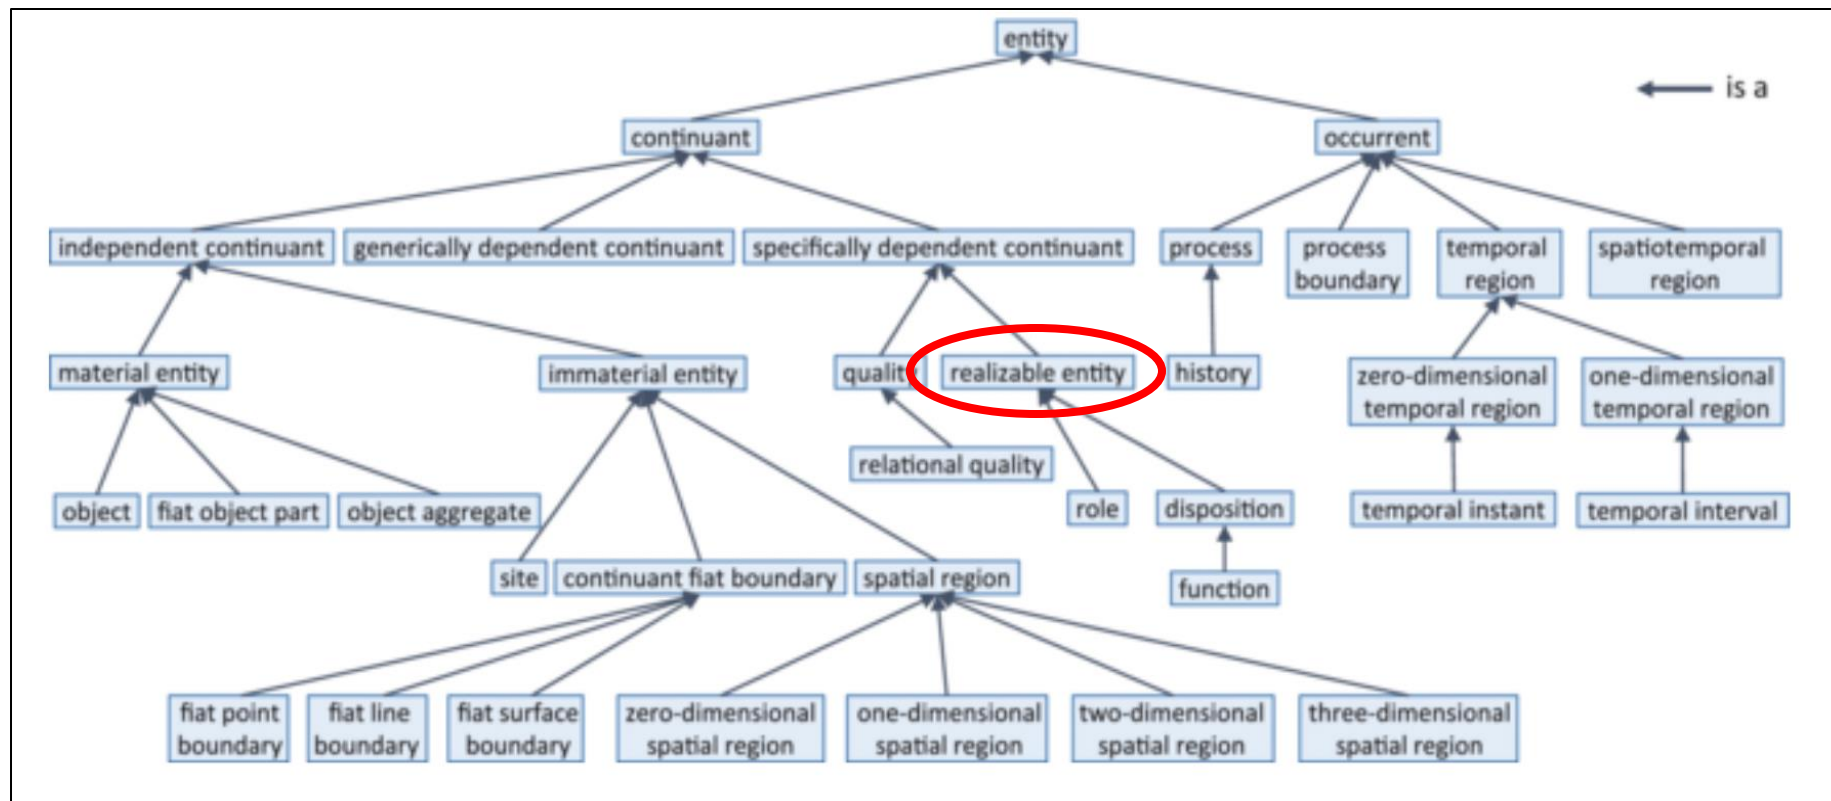 entity
is a
continuant
occurrent
independent continuant
generically dependent continuant
specifically dependent continuant
process
process
boundary
temporal
region
spatiotemporal
region
material entity
immaterial entity
quality
realizable entity
history
zero-dimensional
temporal region
one-dimensional
temporal region
relational quality
object
fiat object part
object aggregate
role
disposition
temporal instant
temporal interval
site
continuant fiat boundary
spatial region
function
fiat point
boundary
fiat line
boundary
fiat surface
boundary
zero-dimensional
spatial region
one-dimensional
spatial region
two-dimensional
spatial region
three-dimensional
spatial region